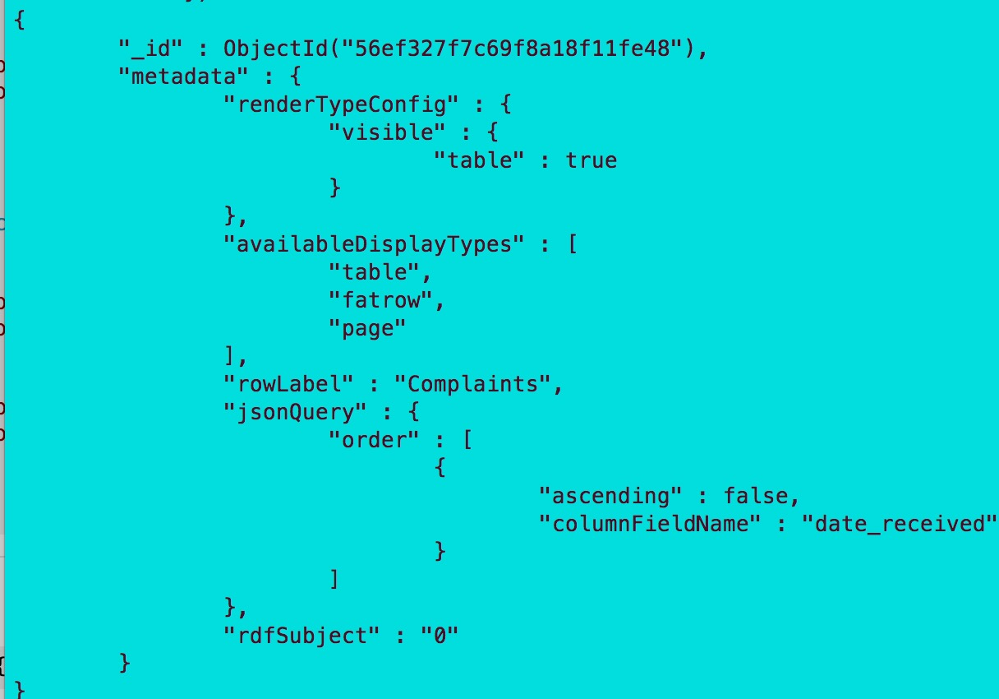 {
"_id" : ObjectId("56ef327f7c69f8a18f11fe48"),
"metadata" : {
"renderTypeConfig" : {
"visible" : {
"table" : true
}
},
"availableDisplayTypes" : [
"table",
"fatrow",
"page"
],
"rowLabel" : "Complaints",
"jsonQuery" : {
"order" : [
{
"ascending" : false,
"columnFieldName" : "date_received"
}
]
},
"rdfSubject" : "0"
}
}